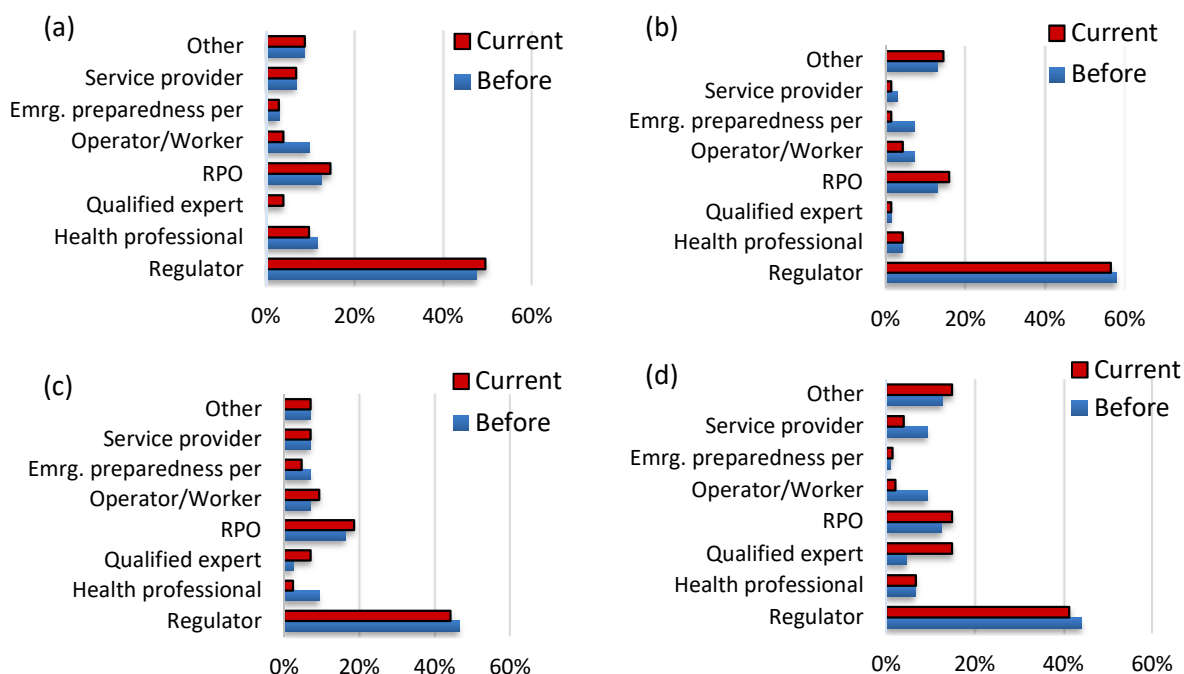 (a)
Current
Before
Other
Service provider
Emrg. preparedness per
Operator/Worker
RPO
Qualified expert
Health professional
Regulator
0% 20% 40% 60%
(b)
Current
Before
Other
Service provider
Emrg. preparedness per
Operator/Worker
RPO
Qualified expert
Health professional
Regulator
0% 20% 40% 60%
(c)
Current
Before
Other
Service provider
Emrg. preparedness per
Operator/Worker
RPO
Qualified expert
Health professional
Regulator
0% 20% 40% 60%
(d)
Current
Before
Other
Service provider
Emrg. preparedness per
Operator/Worker
RPO
Qualified expert
Health professional
Regulator
0% 20% 40% 60%